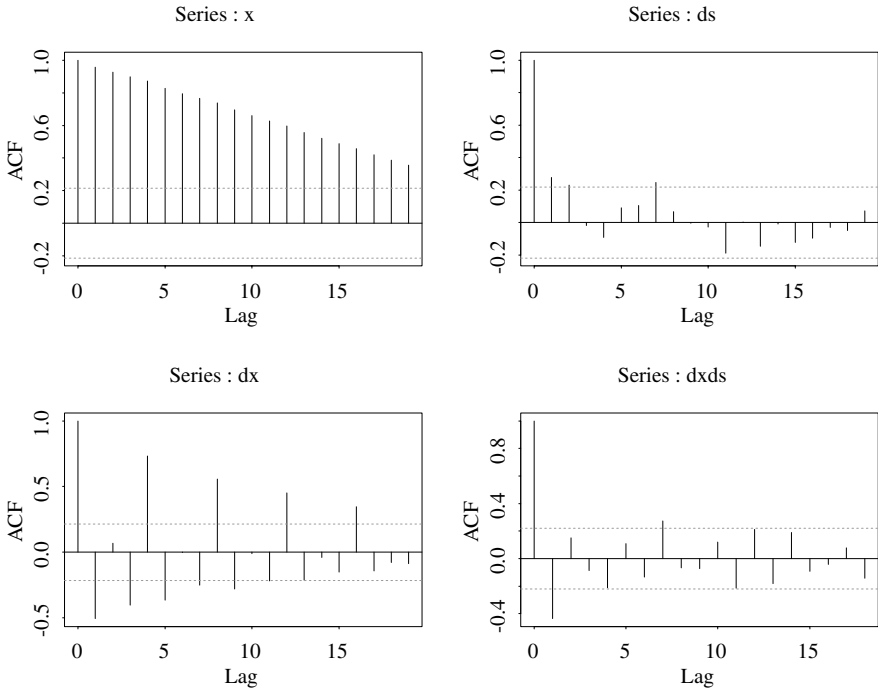 Series : x
ACF
1.0
0.6
0.2
-0.2
0 5 10 15
Lag
Series : ds
ACF
1.0
0.6
0.2
-0.2
0 5 10 15
Lag
Series : dx
ACF
1.0
0.5
0.0
-0.5
0 5 10 15
Lag
Series : dxds
ACF
0.8
0.4
0.0
-0.4
0 5 10 15
Lag